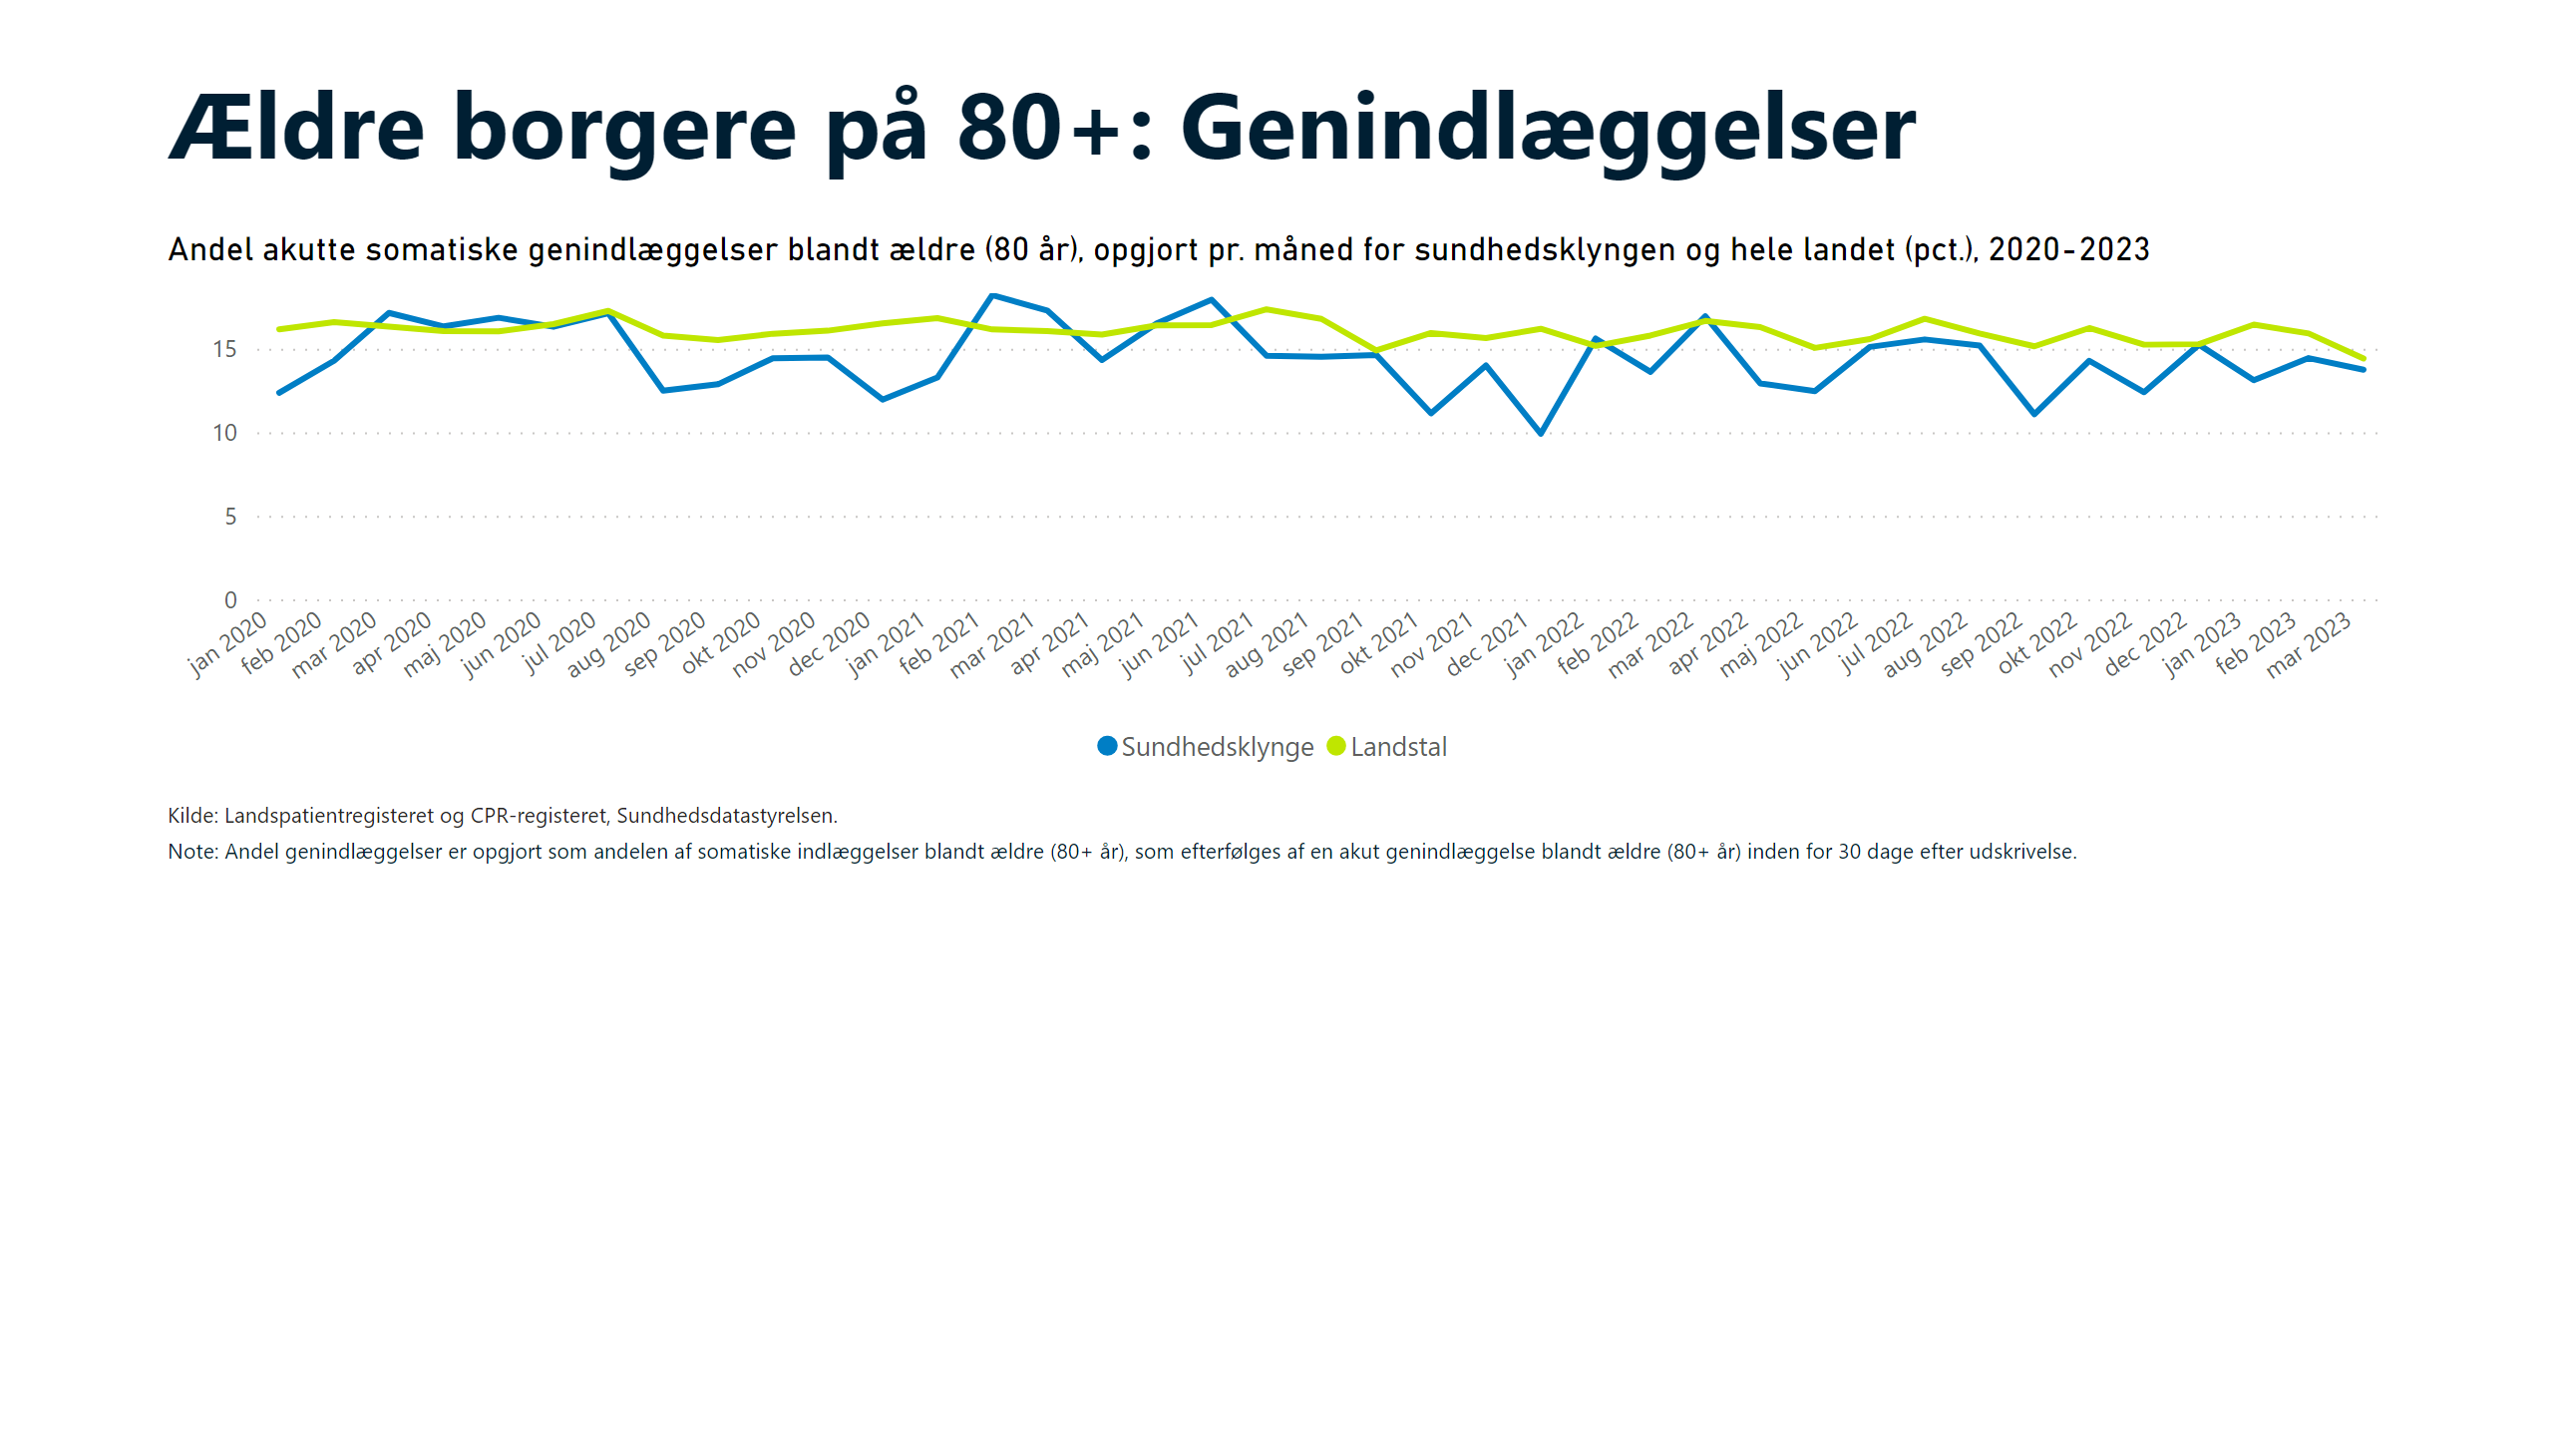 Ældre borgere på 80+: Genindlæggelser
Andel akutte somatiske genindlæggelser blandt ældre (80 år), opgjort pr. måned for sundhedsklyngen og hele landet (pct.), 2020-2023
15
10
5
0
jan 2020
feb 2020
mar 2020
apr 2020
maj 2020
jun 2020
jul 2020
aug 2020
sep 2020
okt 2020
nov 2020
dec 2020
jan 2021
feb 2021
mar 2021
apr 2021
maj 2021
jun 2021
jul 2021
aug 2021
sep 2021
okt 2021
nov 2021
dec 2021
jan 2022
feb 2022
mar 2022
apr 2022
maj 2022
jun 2022
jul 2022
aug 2022
sep 2022
okt 2022
nov 2022
dec 2022
jan 2023
feb 2023
mar 2023
Sundhedsklynge Landstal
Kilde: Landspatientregisteret og CPR-registeret, Sundhedsdatastyrelsen.
Note: Andel genindlæggelser er opgjort som andelen af somatiske indlæggelser blandt ældre (80+ år), som efterfølges af en akut genindlæggelse blandt ældre (80+ år) inden for 30 dage efter udskrivelse.